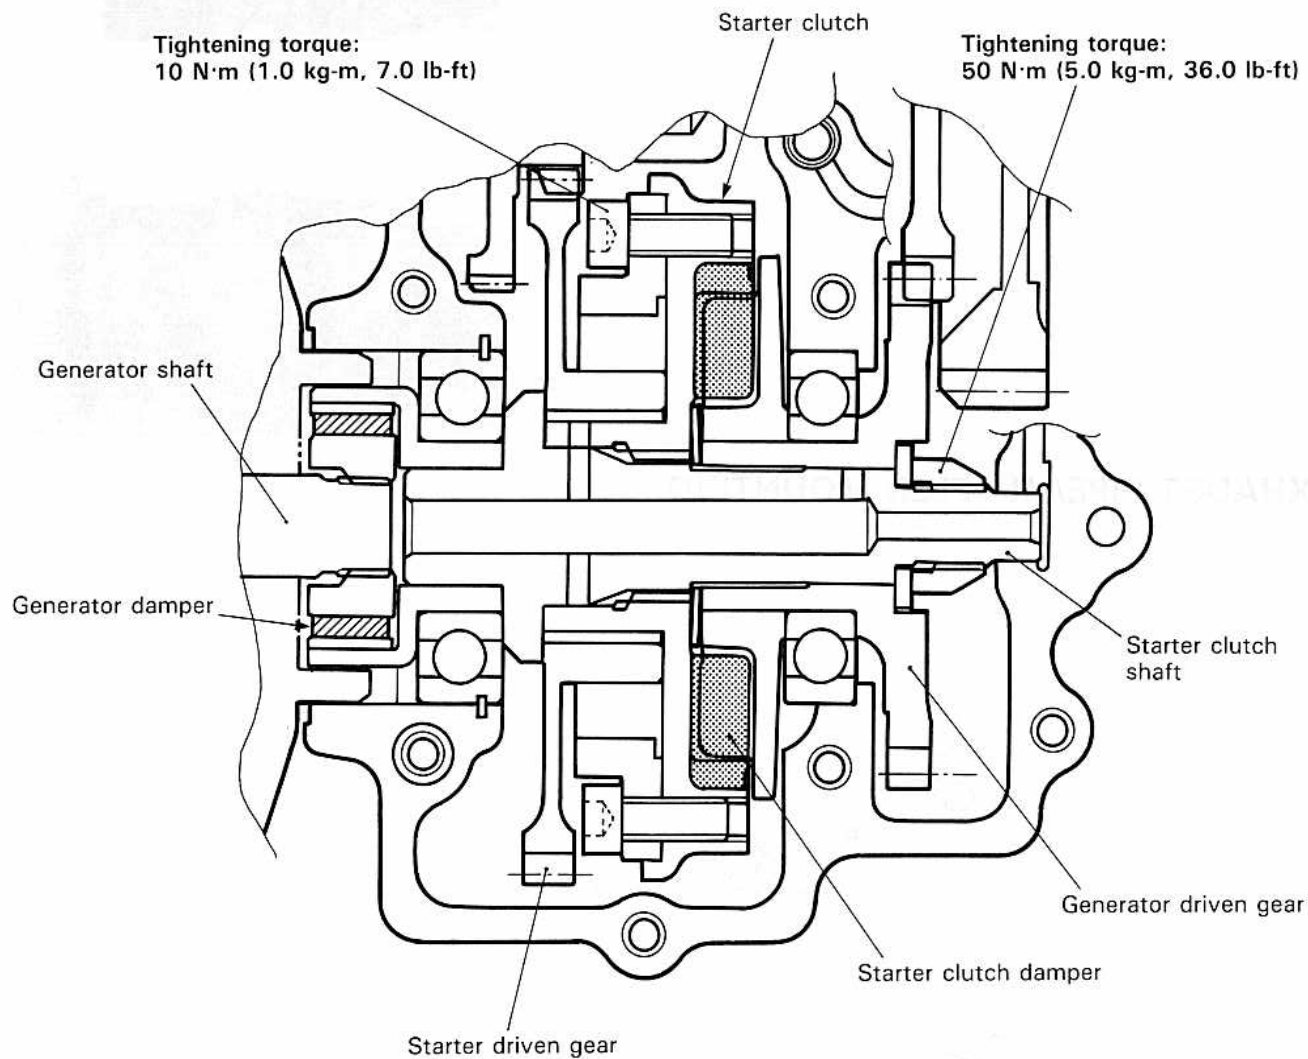 Starter clutch
Tightening torque:
10 N·m (1.0 kg-m, 7.0 lb-ft)
Tightening torque:
50 N·m (5.0 kg-m, 36.0 lb-ft)
Generator shaft
Generator damper
Starter clutch
shaft
Generator driven gear
Starter clutch damper
Starter driven gear